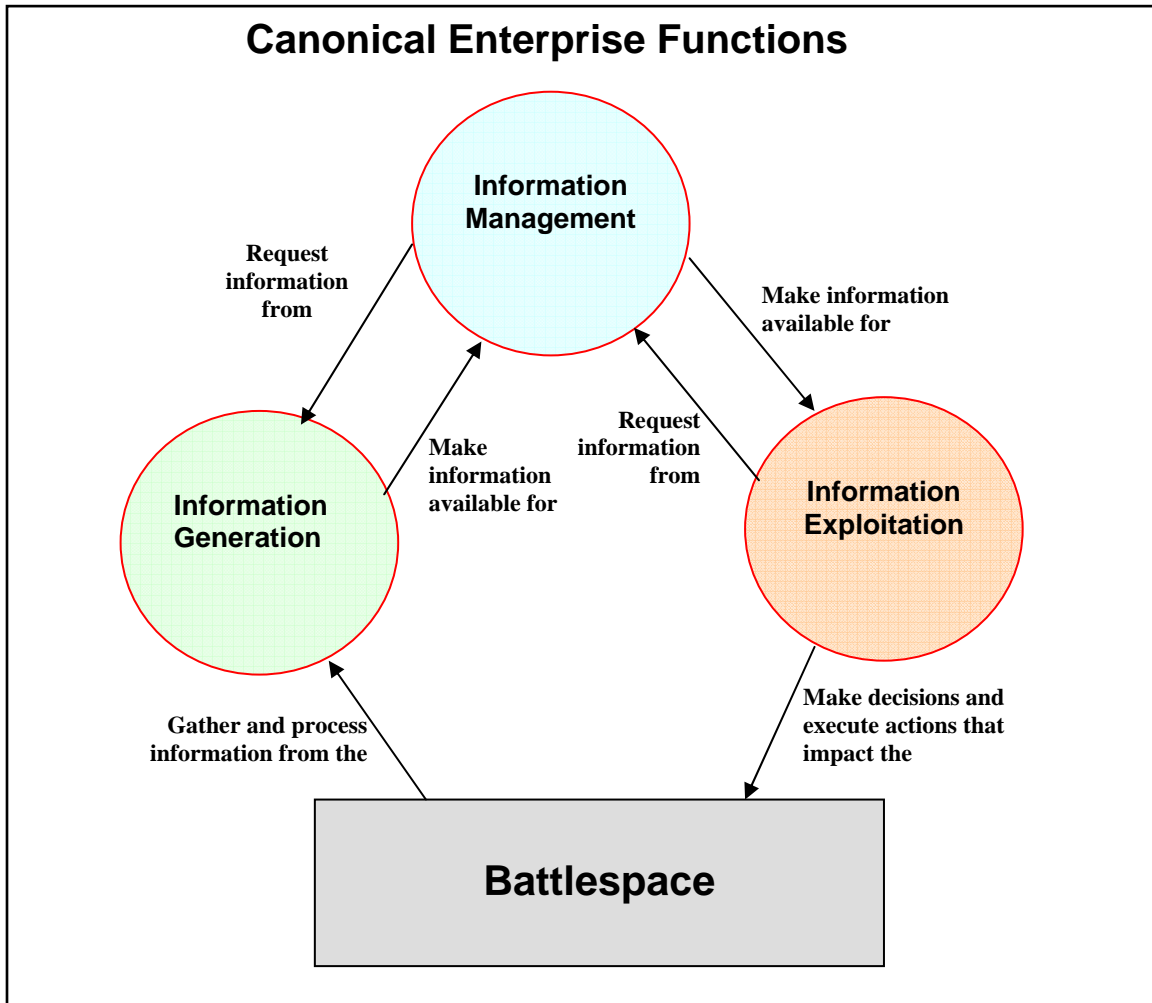 Canonical Enterprise Functions
Information
Management
Request
information
from
Make information
available for
Make
information
available for
Request
information
from
Information
Generation
Information
Exploitation
Gather and process
information from the
Make decisions and
execute actions that
impact the
Battlespace